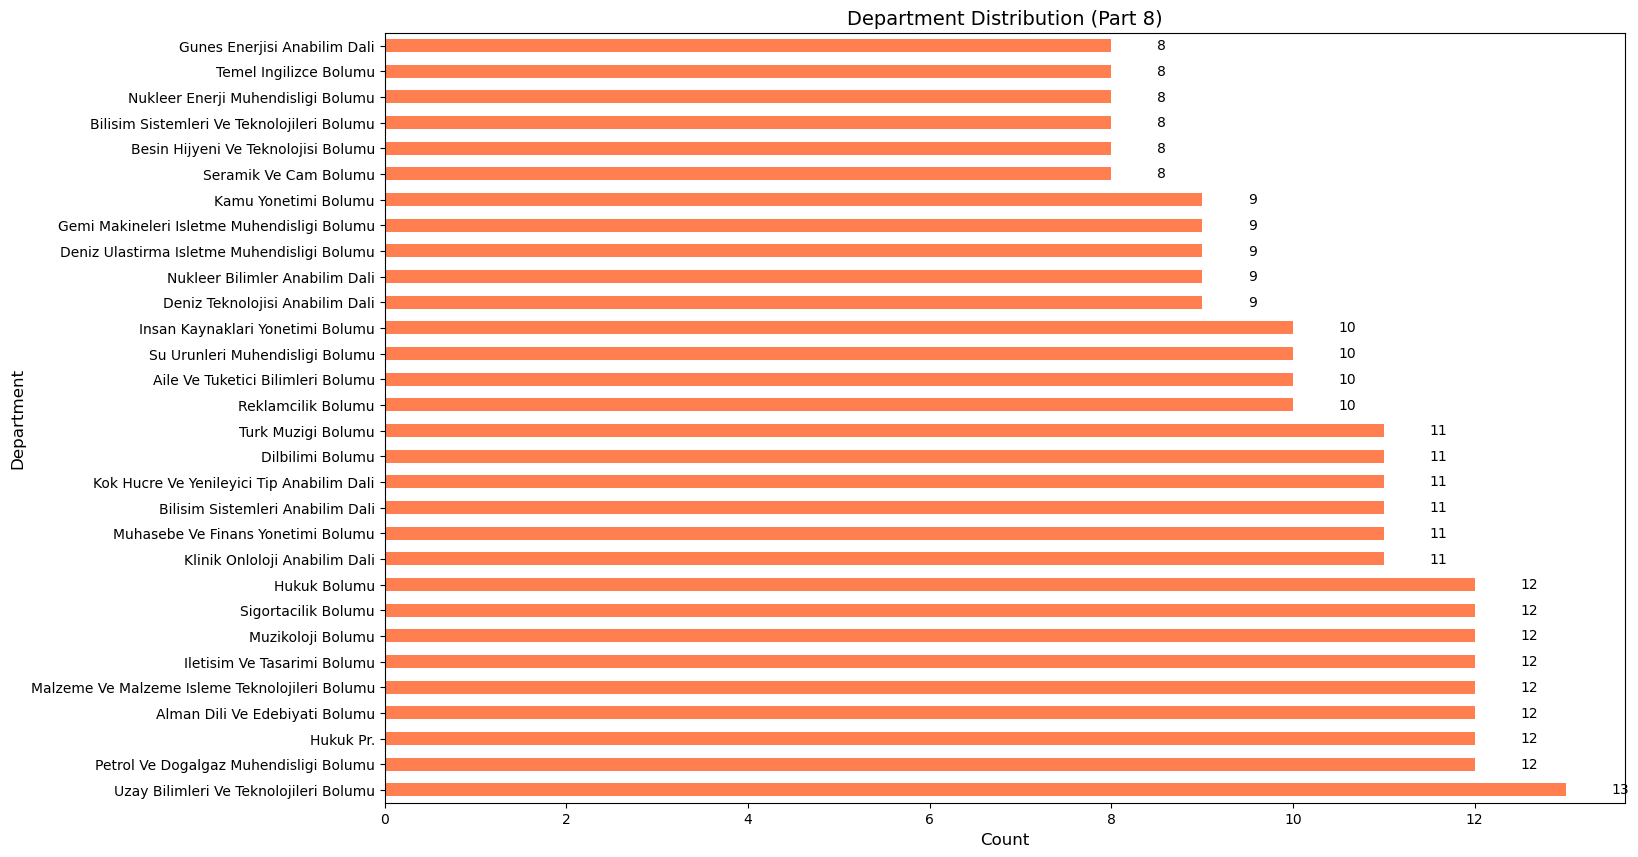 Department Distribution (Part 8)
Gunes Enerjisi Anabilim Dali 8
Temel Ingilizce Bolumu 8
Nukleer Enerji Muhendisligi Bolumu 8
Bilisim Sistemleri Ve Teknolojileri Bolumu 8
Besin Hijyeni Ve Teknolojisi Bolumu 8
Seramik Ve Cam Bolumu 8
Kamu Yonetimi Bolumu 9
Gemi Makineleri Isletme Muhendisligi Bolumu 9
Deniz Ulastirma Isletme Muhendisligi Bolumu 9
Nukleer Bilimler Anabilim Dali 9
Deniz Teknolojisi Anabilim Dali 9
Insan Kaynaklari Yonetimi Bolumu 10
Su Urunleri Muhendisligi Bolumu 10
Aile Ve Tuketici Bilimleri Bolumu 10
Reklamcilik Bolumu 10
Turk Muzigi Bolumu 11
Dilbilimi Bolumu 11
Kok Hucre Ve Yenileyici Tip Anabilim Dali 11
Bilisim Sistemleri Anabilim Dali 11
Muhasebe Ve Finans Yonetimi Bolumu 11
Klinik Onloloji Anabilim Dali 11
Hukuk Bolumu 12
Sigortacilik Bolumu 12
Muzikoloji Bolumu 12
Iletisim Ve Tasarimi Bolumu 12
Malzeme Ve Malzeme Isleme Teknolojileri Bolumu 12
Alman Dili Ve Edebiyati Bolumu 12
Hukuk Pr. 12
Petrol Ve Dogalgaz Muhendisligi Bolumu 12
Uzay Bilimleri Ve Teknolojileri Bolumu 13
0 2 4 6 8 10 12
Count
Department